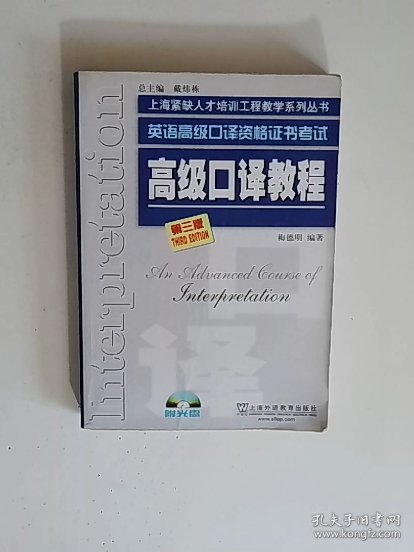 总主编 戴炜栋
上海紧缺人才培训工程教学系列丛书
英语高级口译资格证书考试
高级口译教程
第三版
THIRD EDITION
梅德明 编著
An Advanced Course of
Interpretation
Interpretation
口译
附光盘
上海外语教育出版社
www.sflep.com
孔夫子旧书网
kongfz.com